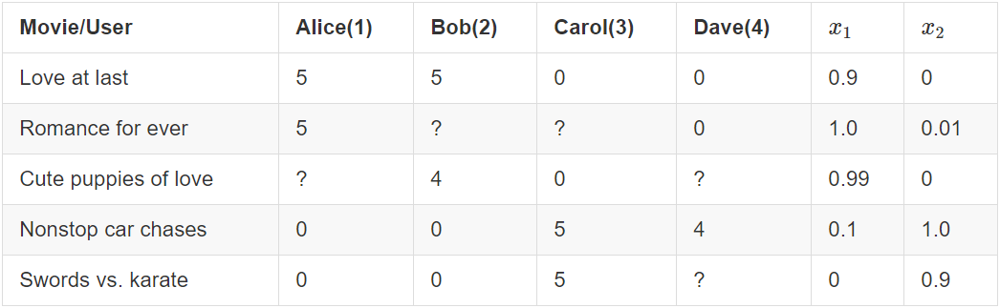 Movie/User Alice(1) Bob(2) Carol(3) Dave(4) x₁ x₂
Love at last 5 5 0 0 0.9 0
Romance for ever 5 ? ? 0 1.0 0.01
Cute puppies of love ? 4 0 ? 0.99 0
Nonstop car chases 0 0 5 4 0.1 1.0
Swords vs. karate 0 0 5 ? 0 0.9